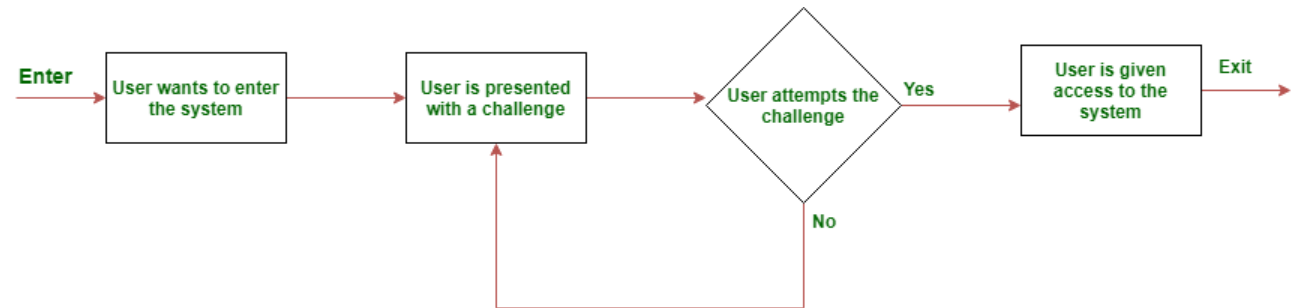 Enter
User wants to enter
the system
User is presented
with a challenge
User attempts the
challenge
Yes
No
User is given
access to the
system
Exit